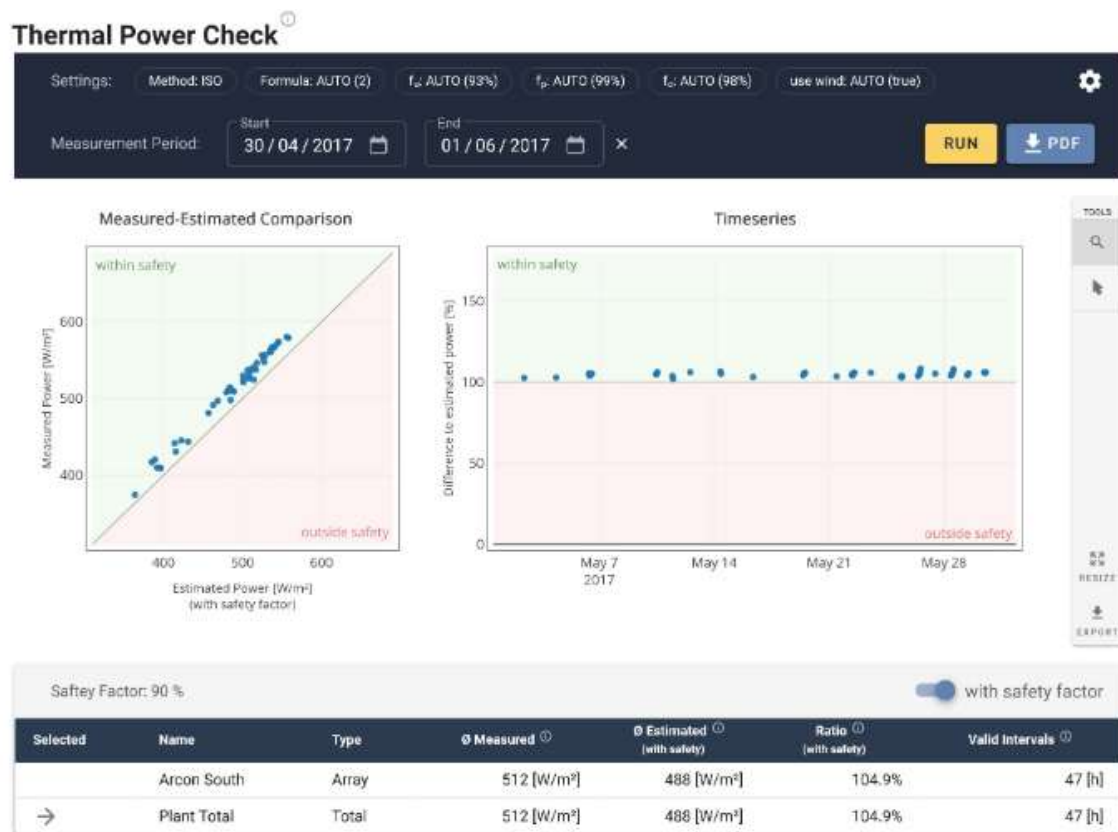 Thermal Power Check
Settings: Method: ISO Formula: AUTO (2) fᵤ: AUTO (93%) fₚ: AUTO (99%) fₒ: AUTO (98%) use wind: AUTO (true)
Measurement Period: Start 30/04/2017 End 01/06/2017 × RUN PDF
Measured-Estimated Comparison
within safety
outside safety
Measured Power [W/m²]
600
500
400
400 500 600
Estimated Power [W/m²]
(with safety factor)
Timeseries
within safety
outside safety
Difference to estimated power [%]
150
100
50
0
May 7 May 14 May 21 May 28
2017
TOOLS
RESIZE
EXPORT
Saftey Factor: 90 % with safety factor
Selected Name Type Ø Measured Ø Estimated (with safety) Ratio (with safety) Valid Intervals
Arcon South Array 512 [W/m²] 488 [W/m²] 104.9% 47 [h]
→ Plant Total Total 512 [W/m²] 488 [W/m²] 104.9% 47 [h]